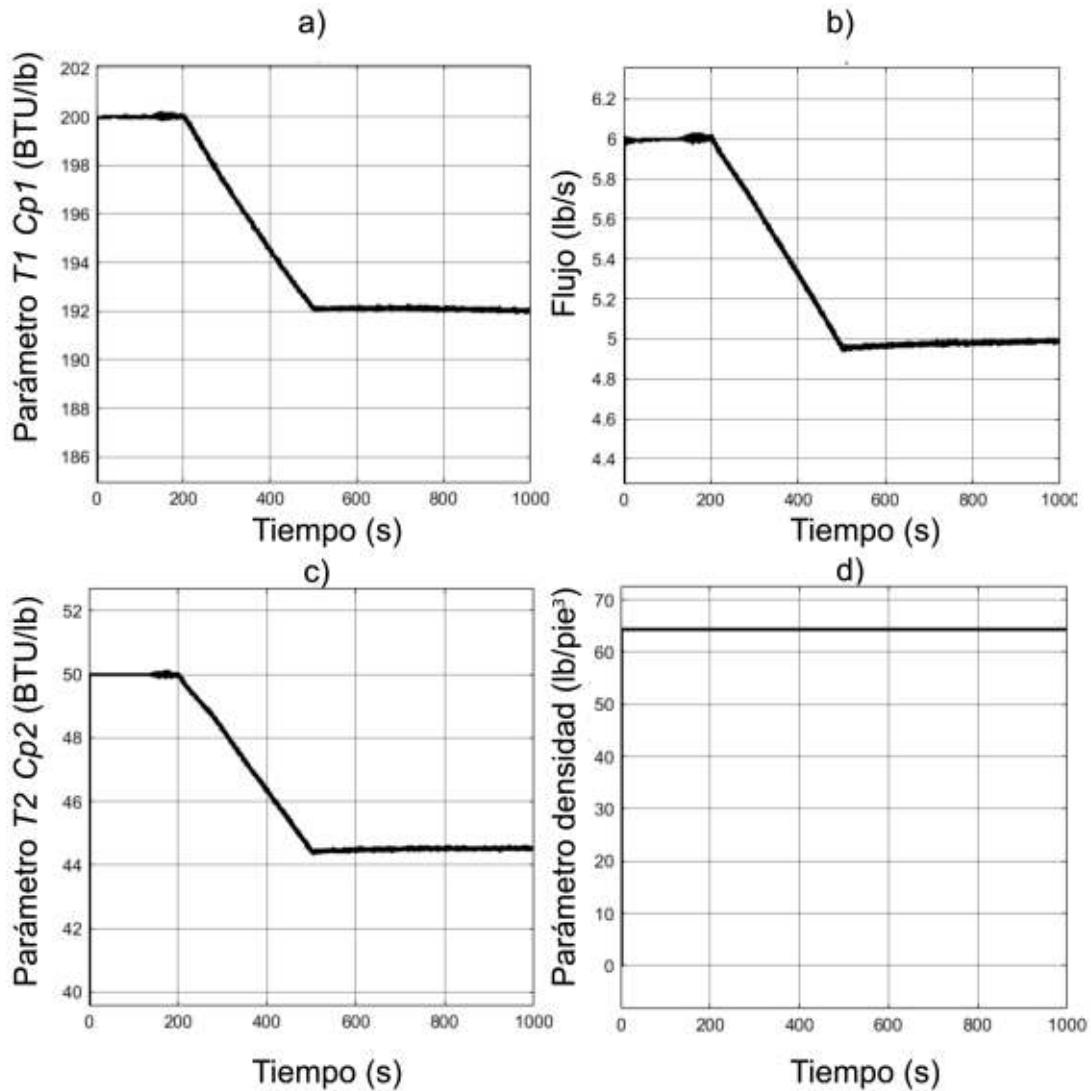 a)
Parámetro T1 Cp1 (BTU/lb)
202
200
198
196
194
192
190
188
186
0 200 400 600 800 1000
Tiempo (s)
b)
Flujo (lb/s)
6.2
6
5.8
5.6
5.4
5.2
5
4.8
4.6
4.4
0 200 400 600 800 1000
Tiempo (s)
c)
Parámetro T2 Cp2 (BTU/lb)
52
50
48
46
44
42
40
0 200 400 600 800 1000
Tiempo (s)
d)
Parámetro densidad (lb/pie³)
70
60
50
40
30
20
10
0
0 200 400 600 800 1000
Tiempo (s)